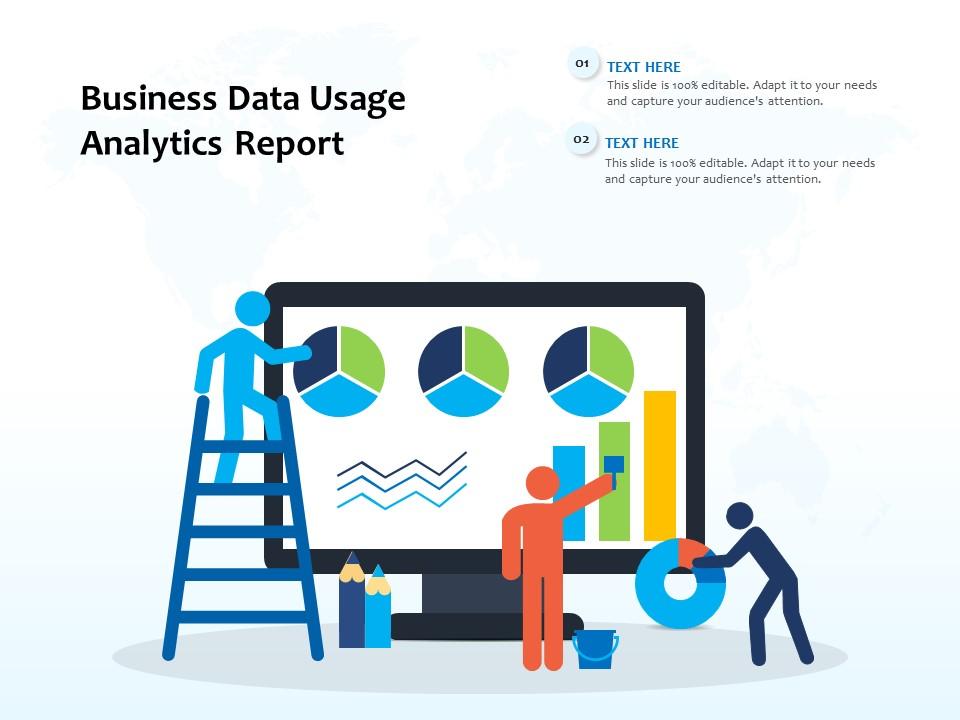 Business Data Usage
Analytics Report
01
TEXT HERE
This slide is 100% editable. Adapt it to your needs
and capture your audience's attention.
02
TEXT HERE
This slide is 100% editable. Adapt it to your needs
and capture your audience's attention.